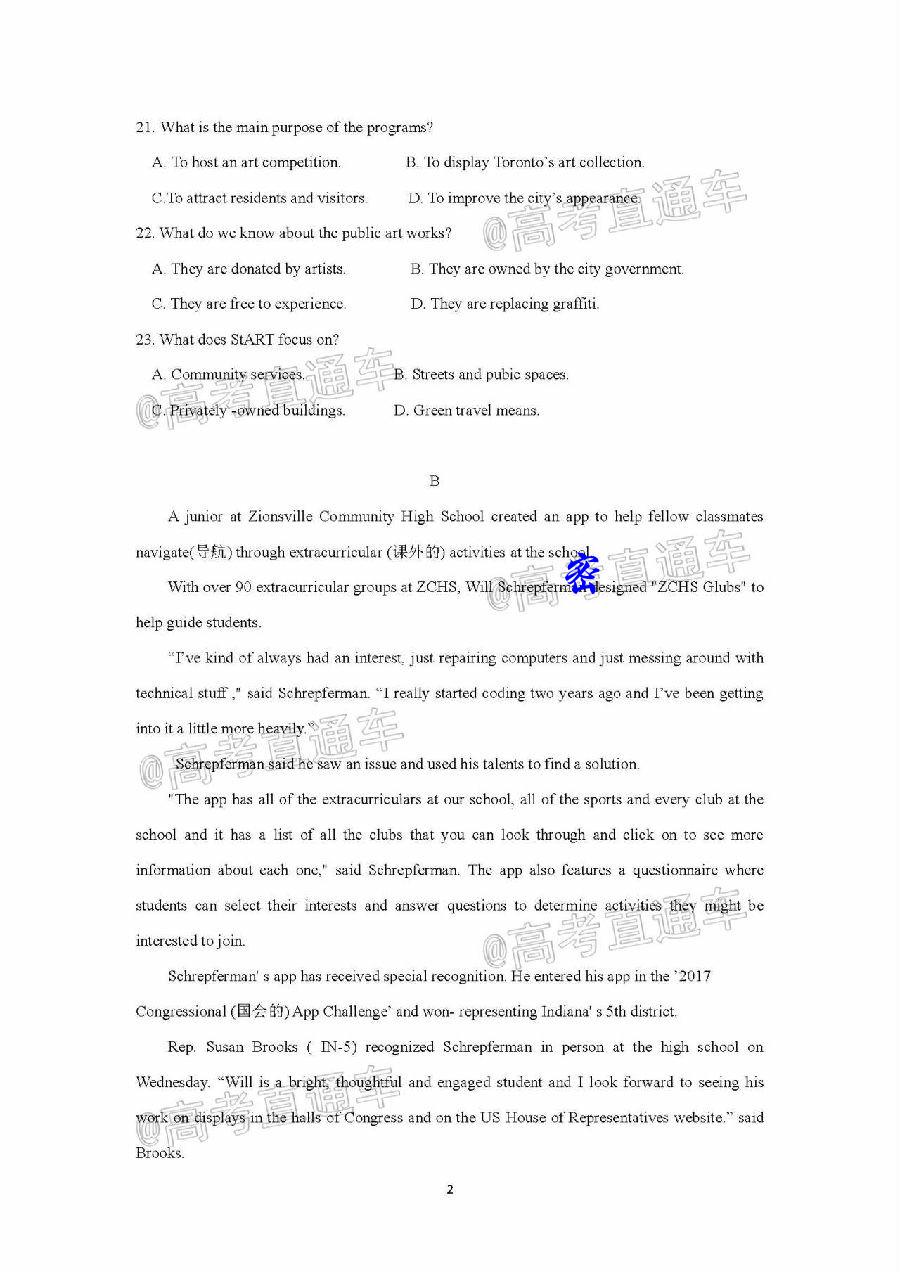 21. What is the main purpose of the programs?
A. To host an art competition. B. To display Toronto's art collection.
C.To attract residents and visitors. D. To improve the city's appearance.
@高考直通车
22. What do we know about the public art works?
A. They are donated by artists. B. They are owned by the city government.
C. They are free to experience. D. They are replacing graffiti.
23. What does StART focus on?
A. Community services. B. Streets and pubic spaces.
@高考直通车
C. Privately -owned buildings. D. Green travel means.
B
A junior at Zionsville Community High School created an app to help fellow classmates
navigate(导航) through extracurricular (课外的) activities at the school.
密
@高考直通车
With over 90 extracurricular groups at ZCHS, Will Schrepferman designed "ZCHS Glubs" to
help guide students.
“I've kind of always had an interest, just repairing computers and just messing around with
technical stuff ," said Schrepferman. “I really started coding two years ago and I've been getting
into it a little more heavily.”
@高考直通车
Schrepferman said he saw an issue and used his talents to find a solution.
"The app has all of the extracurriculars at our school, all of the sports and every club at the
school and it has a list of all the clubs that you can look through and click on to see more
information about each one," said Schrepferman. The app also features a questionnaire where
students can select their interests and answer questions to determine activities they might be
interested to join.
@高考直通车
Schrepferman' s app has received special recognition. He entered his app in the ’2017
Congressional (国会的) App Challenge’ and won- representing Indiana' s 5th district.
Rep. Susan Brooks ( IN-5) recognized Schrepferman in person at the high school on
Wednesday. “Will is a bright, thoughtful and engaged student and I look forward to seeing his
@高考直通车
work on displays in the halls of Congress and on the US House of Representatives website.” said
Brooks.
2